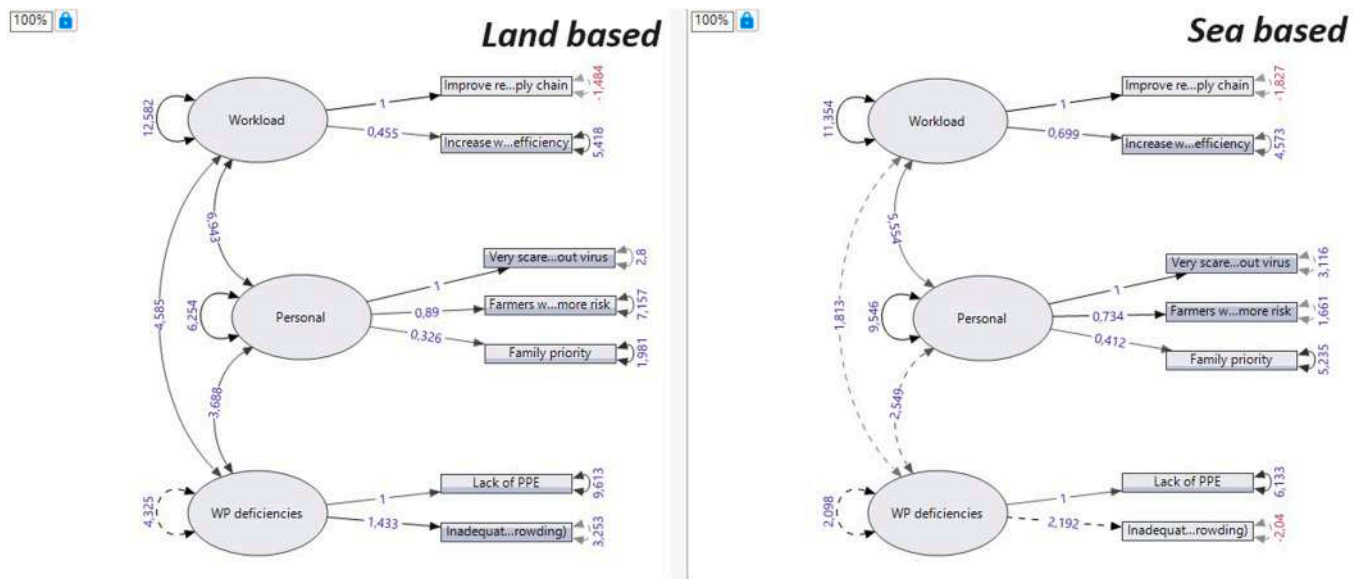 100%
Land based
Improve re...ply chain
-1,484
12,582
Workload
1
0,455
Increase w...efficiency
5,418
6,943
4,585
Very scare...out virus
2,8
1
6,254
Personal
0,89
Farmers w...more risk
7,157
0,326
Family priority
1,981
3,688
Lack of PPE
9,613
4,325
WP deficiencies
1
1,433
Inadequat...rowding)
3,253
100%
Sea based
Improve re...ply chain
-1,827
11,354
Workload
1
0,699
Increase w...efficiency
4,573
5,554
1,813
Very scare...out virus
3,116
1
9,546
Personal
0,734
Farmers w...more risk
1,661
0,412
Family priority
5,235
2,549
Lack of PPE
6,133
2,098
WP deficiencies
1
2,192
Inadequat...rowding)
-2,04